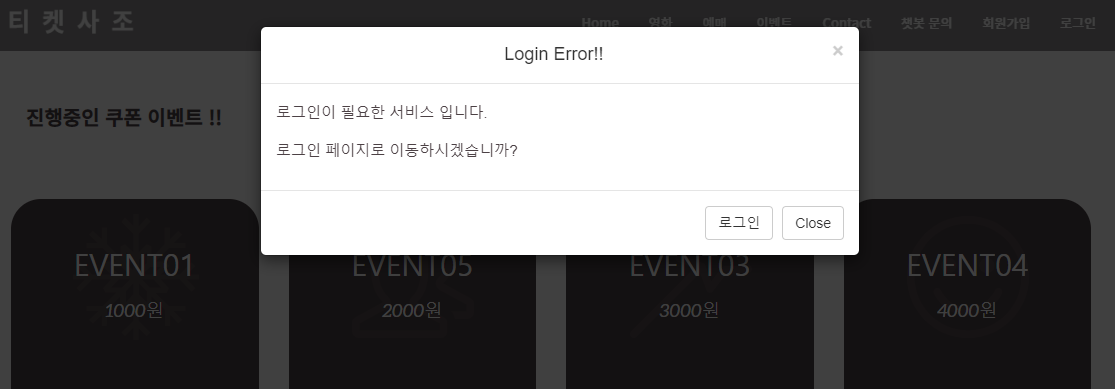 티 켓 사 조
Home 영화 예매 이벤트 Contact 챗봇 문의 회원가입 로그인
Login Error!!
×
진행중인 쿠폰 이벤트 !!
로그인이 필요한 서비스 입니다.
로그인 페이지로 이동하시겠습니까?
로그인 Close
EVENT01 EVENT05 EVENT03 EVENT04
1000원 2000원 3000원 4000원